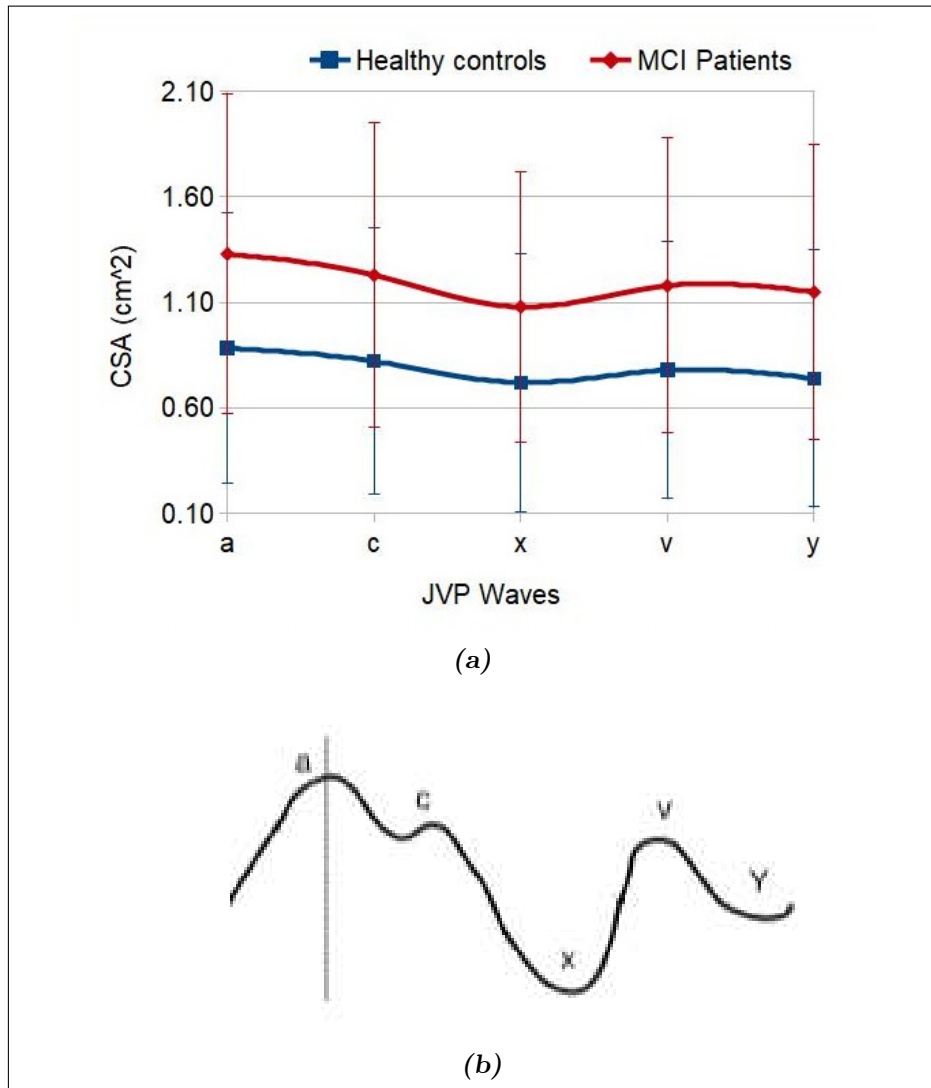 Healthy controls MCI Patients
2.10
1.60
1.10
0.60
0.10
CSA (cm^2)
a c x v y
JVP Waves
(a)
a
c
v
Y
x
(b)